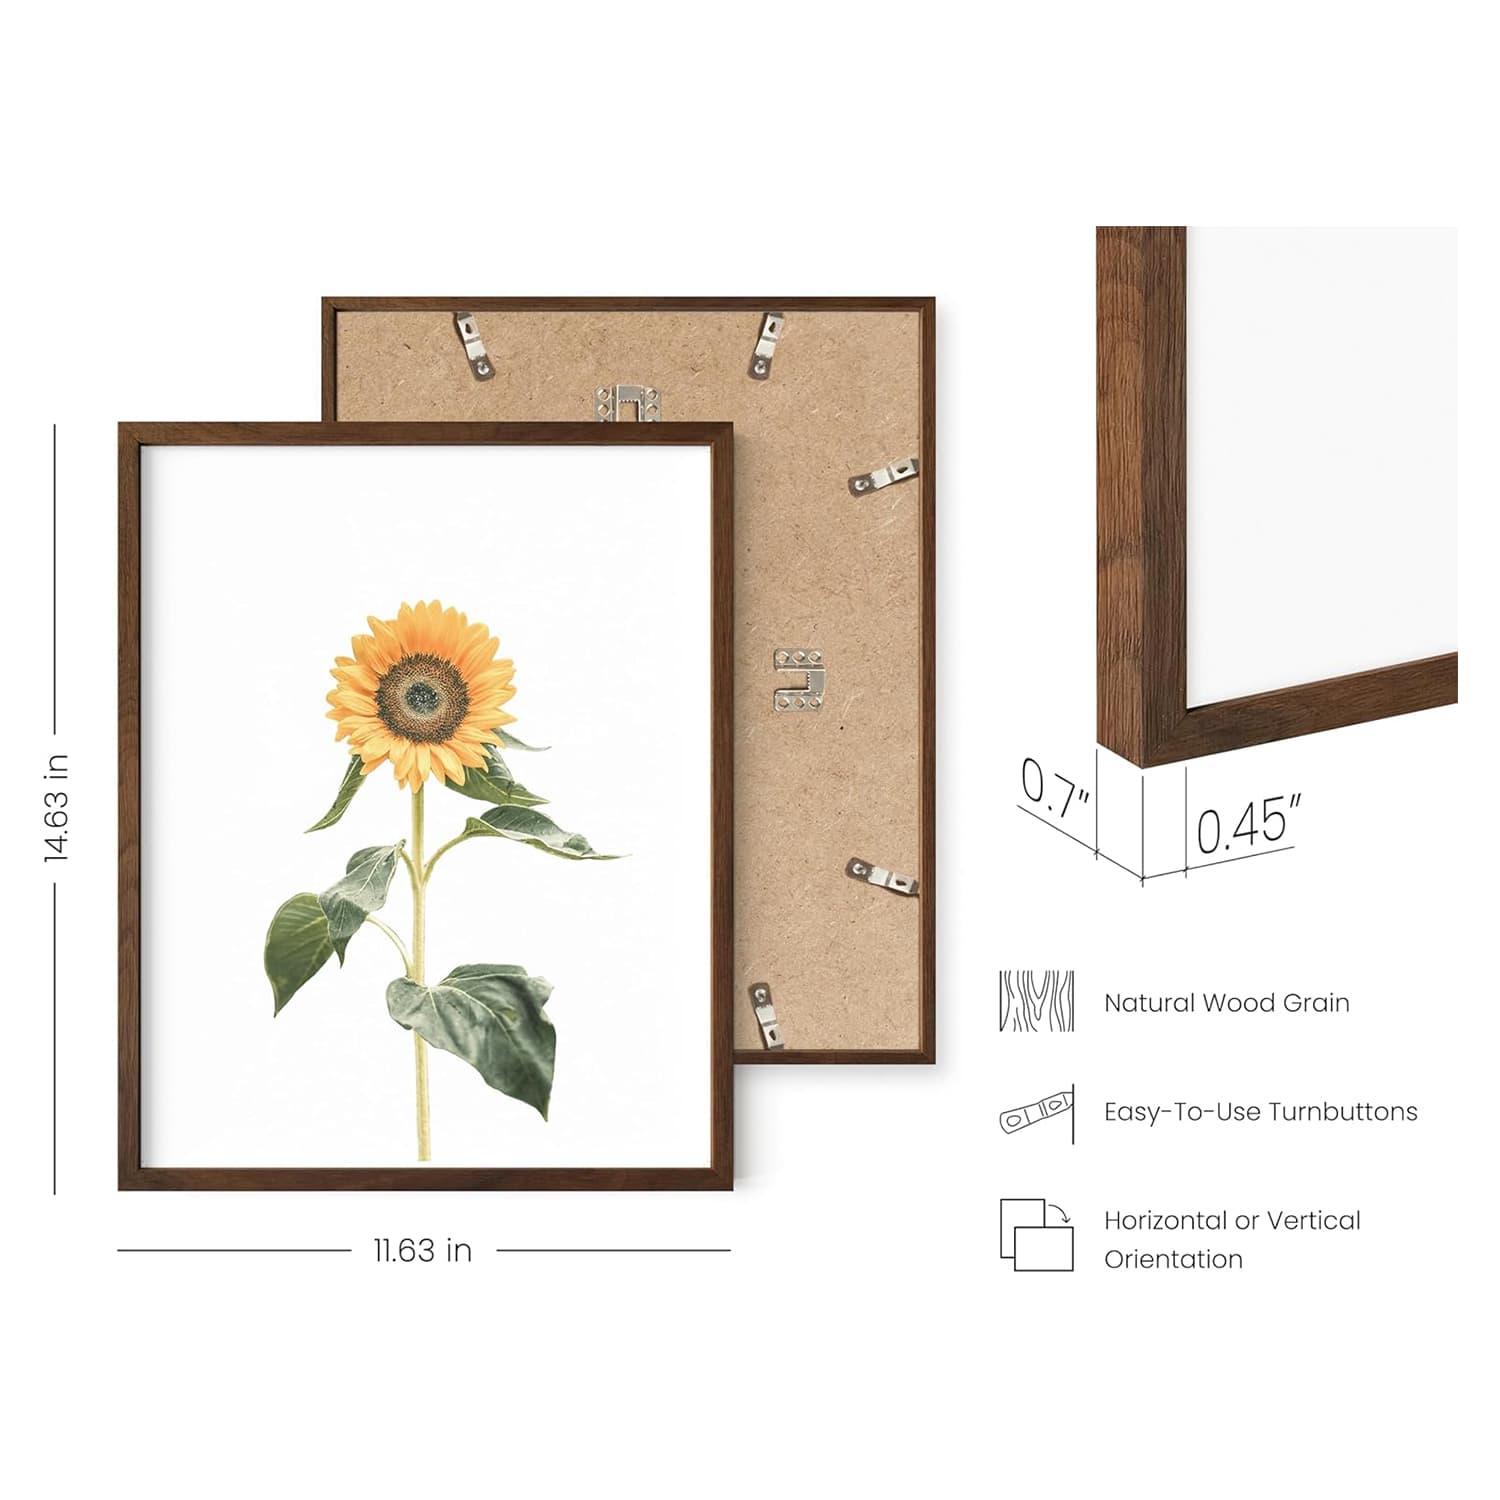 14.63 in
11.63 in
0.7"
0.45"
Natural Wood Grain
Easy-To-Use Turnbuttons
Horizontal or Vertical
Orientation